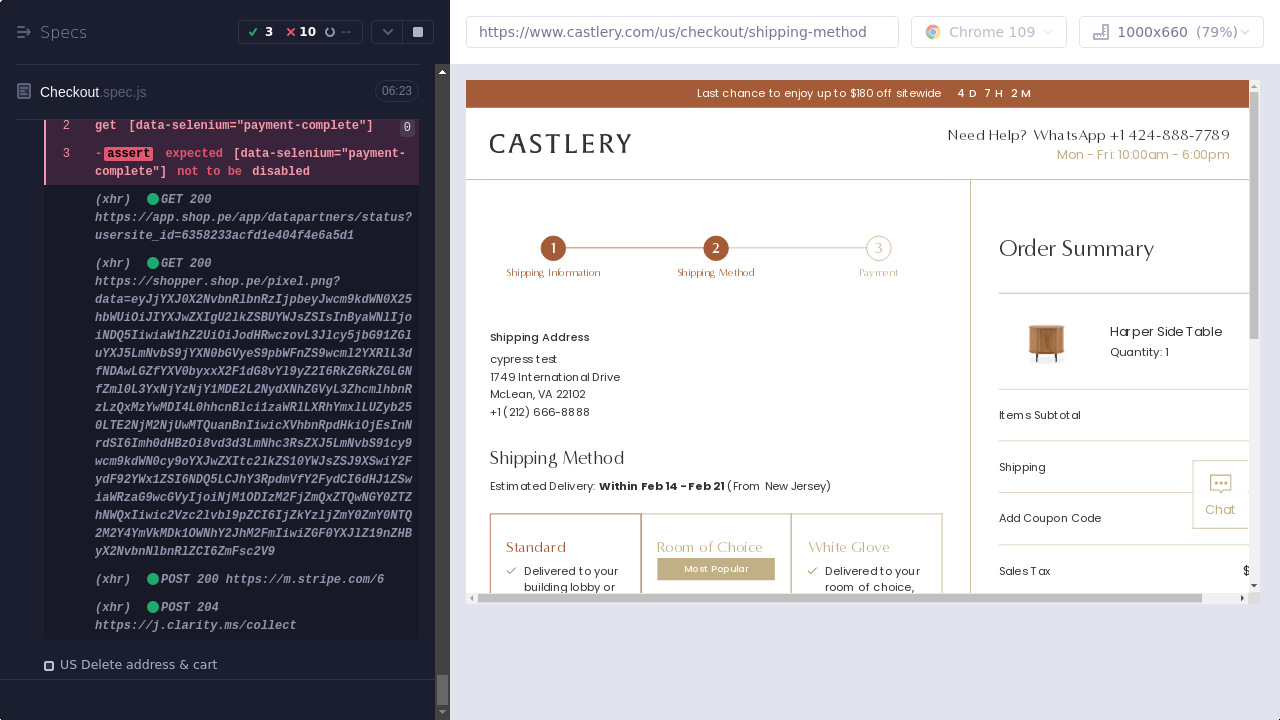 Specs
3
10
--
Checkout.spec.js
06:23
2 get [data-selenium="payment-complete"] 0
3 -assert expected [data-selenium="payment-
complete"] not to be disabled
(xhr) GET 200
https://app.shop.pe/app/datapartners/status?
usersite_id=6358233acfd1e404f4e6a5d1
(xhr) GET 200
https://shopper.shop.pe/pixel.png?
(xhr) POST 200 https://m.stripe.com/6
(xhr) POST 204
https://j.clarity.ms/collect
US Delete address & cart
https://www.castlery.com/us/checkout/shipping-method
Chrome 109
1000x660 (79%)
Last chance to enjoy up to $180 off sitewide 4 D 7 H 2 M
CASTLERY
Need Help? WhatsApp +1 424-888-7789
Mon - Fri: 10:00am - 6:00pm
1
2
3
Shipping Information
Shipping Method
Payment
Shipping Address
cypress test
1749 International Drive
McLean, VA 22102
+1 (212) 666-8888
Shipping Method
Estimated Delivery: Within Feb 14 - Feb 21 (From New Jersey)
Standard
Delivered to your
building lobby or
Room of Choice
Most Popular
White Glove
Delivered to your
room of choice,
Order Summary
Harper Side Table
Quantity: 1
Items Subtotal
Shipping
Add Coupon Code
Sales Tax
$
Chat